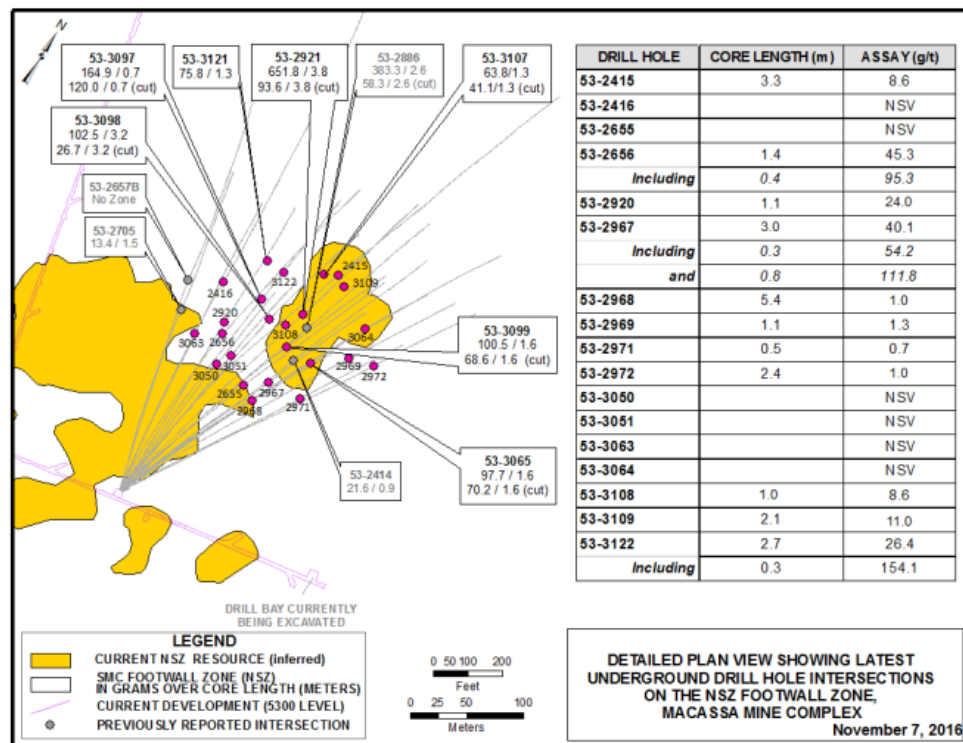 N
53-3097
164.9 / 0.7
120.0 / 0.7 (cut)
53-3121
75.8 / 1.3
53-2921
651.8 / 3.8
93.6 / 3.8 (cut)
53-2886
383.3 / 2.6
58.3 / 2.6 (cut)
53-3107
63.8/1.3
41.1/1.3 (cut)
53-3098
102.5 / 3.2
26.7 / 3.2 (cut)
53-2657B
No Zone
53-2705
13.4 / 1.5
2415
3122
2416
3109
2920
3063
2656
3108
3064
3051
3050
2969
2972
2655
2967
2968
2971
53-3099
100.5 / 1.6
68.6 / 1.6 (cut)
53-2414
21.6 / 0.9
53-3065
97.7 / 1.6
70.2 / 1.6 (cut)
DRILL BAY CURRENTLY
BEING EXCAVATED
DRILL HOLE CORE LENGTH (m) ASSAY (g/t)
53-2415 3.3 8.6
53-2416 NSV
53-2655 NSV
53-2656 1.4 45.3
Including 0.4 95.3
53-2920 1.1 24.0
53-2967 3.0 40.1
Including 0.3 54.2
and 0.8 111.8
53-2968 5.4 1.0
53-2969 1.1 1.3
53-2971 0.5 0.7
53-2972 2.4 1.0
53-3050 NSV
53-3051 NSV
53-3063 NSV
53-3064 NSV
53-3108 1.0 8.6
53-3109 2.1 11.0
53-3122 2.7 26.4
Including 0.3 154.1
LEGEND
CURRENT NSZ RESOURCE (inferred)
SMC FOOTWALL ZONE (NSZ)
IN GRAMS OVER CORE LENGTH (METERS)
CURRENT DEVELOPMENT (5300 LEVEL)
PREVIOUSLY REPORTED INTERSECTION
0 50 100 200
Feet
0 25 50 100
Meters
DETAILED PLAN VIEW SHOWING LATEST
UNDERGROUND DRILL HOLE INTERSECTIONS
ON THE NSZ FOOTWALL ZONE,
MACASSA MINE COMPLEX
November 7, 2016